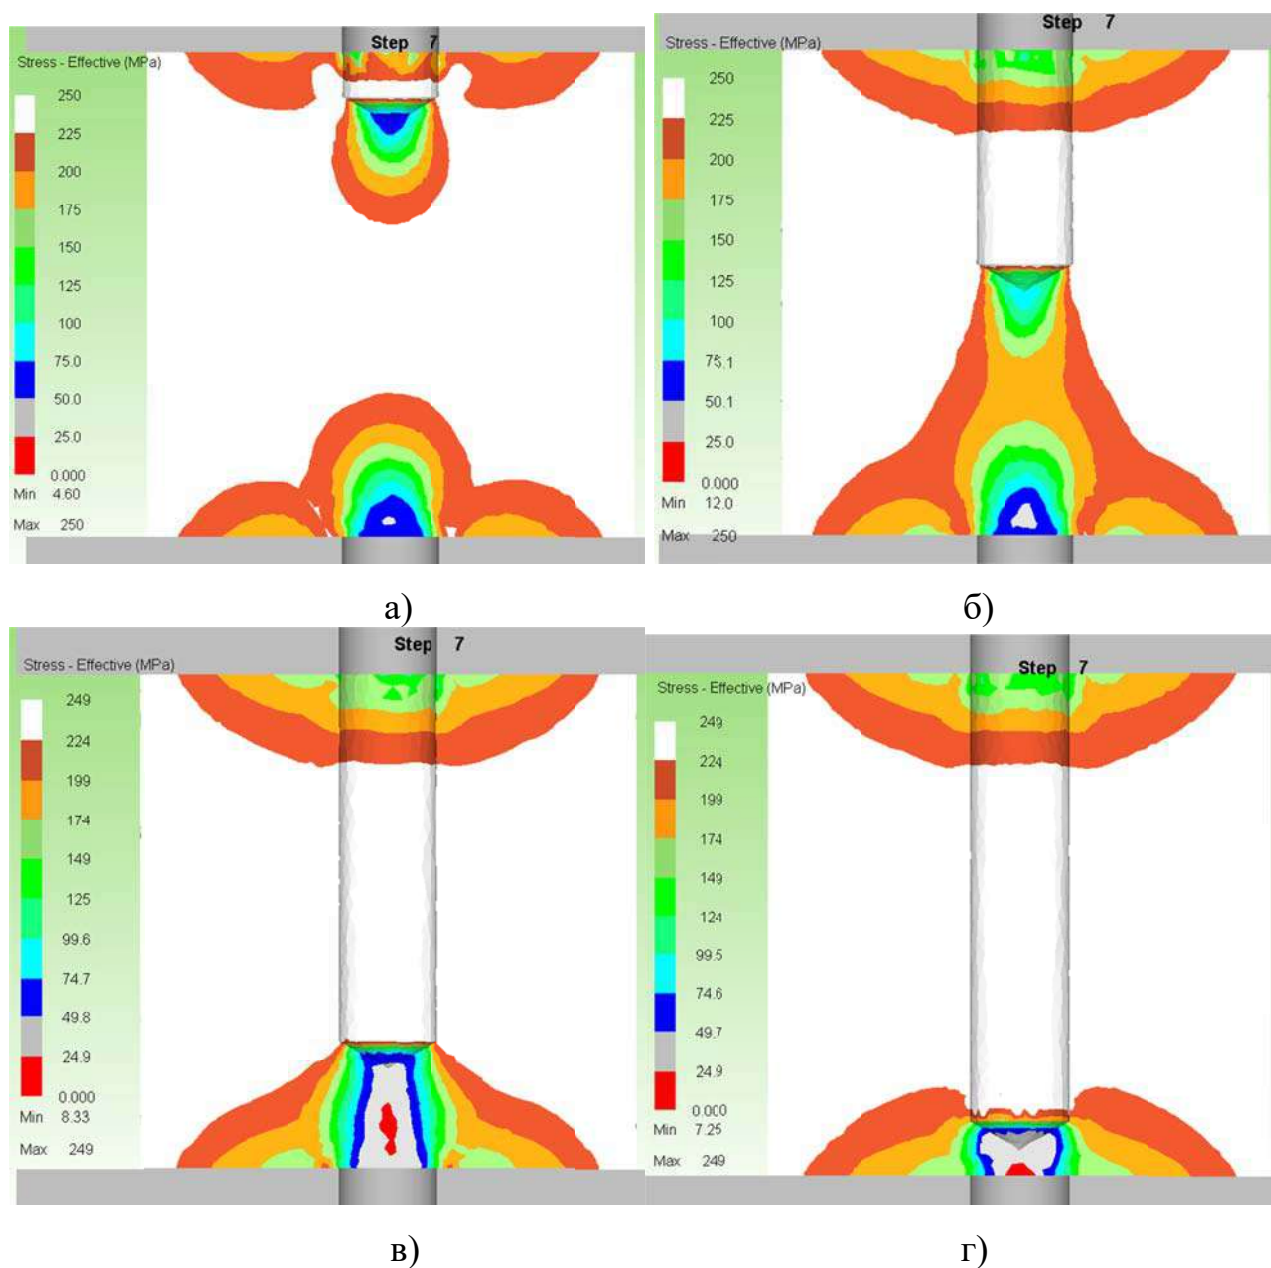 Step 7
Stress - Effective (MPa)
250
225
200
175
150
125
100
75.0
50.0
25.0
0.000
Min 4.60
Max 250
а)
Step 7
Stress - Effective (MPa)
250
225
200
175
150
125
100
75.1
50.1
25.0
0.000
Min 12.0
Max 250
б)
Step 7
Stress - Effective (MPa)
249
224
199
174
149
125
99.6
74.7
49.8
24.9
0.000
Min 8.33
Max 249
в)
Step 7
Stress - Effective (MPa)
249
224
199
174
149
124
99.5
74.6
49.7
24.9
0.000
Min 7.25
Max 249
г)